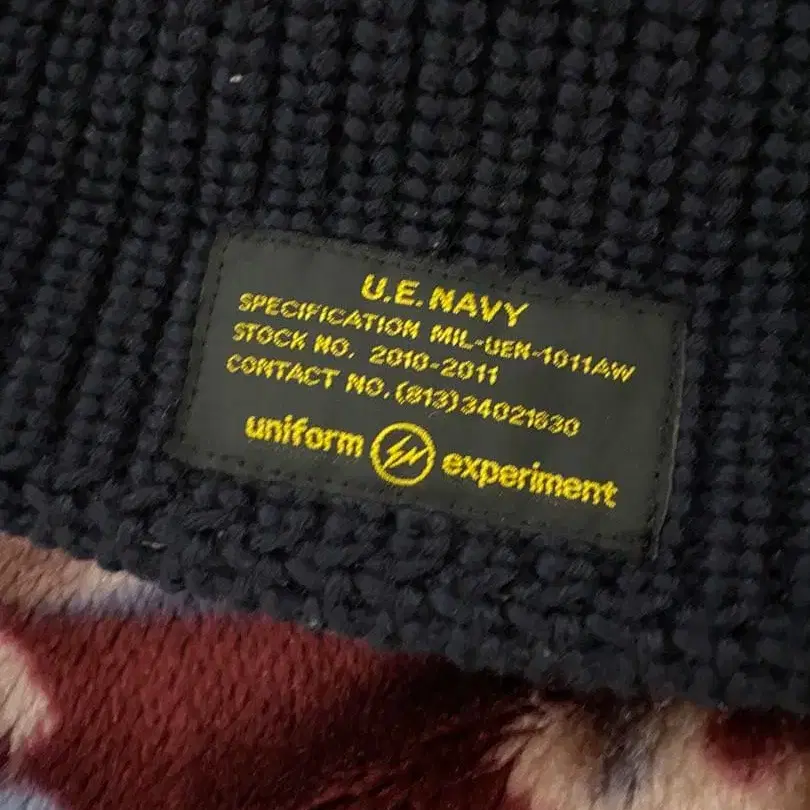 U.E. NAVY
SPECIFICATION MIL-UEN-1011AW
STOCK NO. 2010-2011
CONTACT NO. (813)34021630
uniform experiment